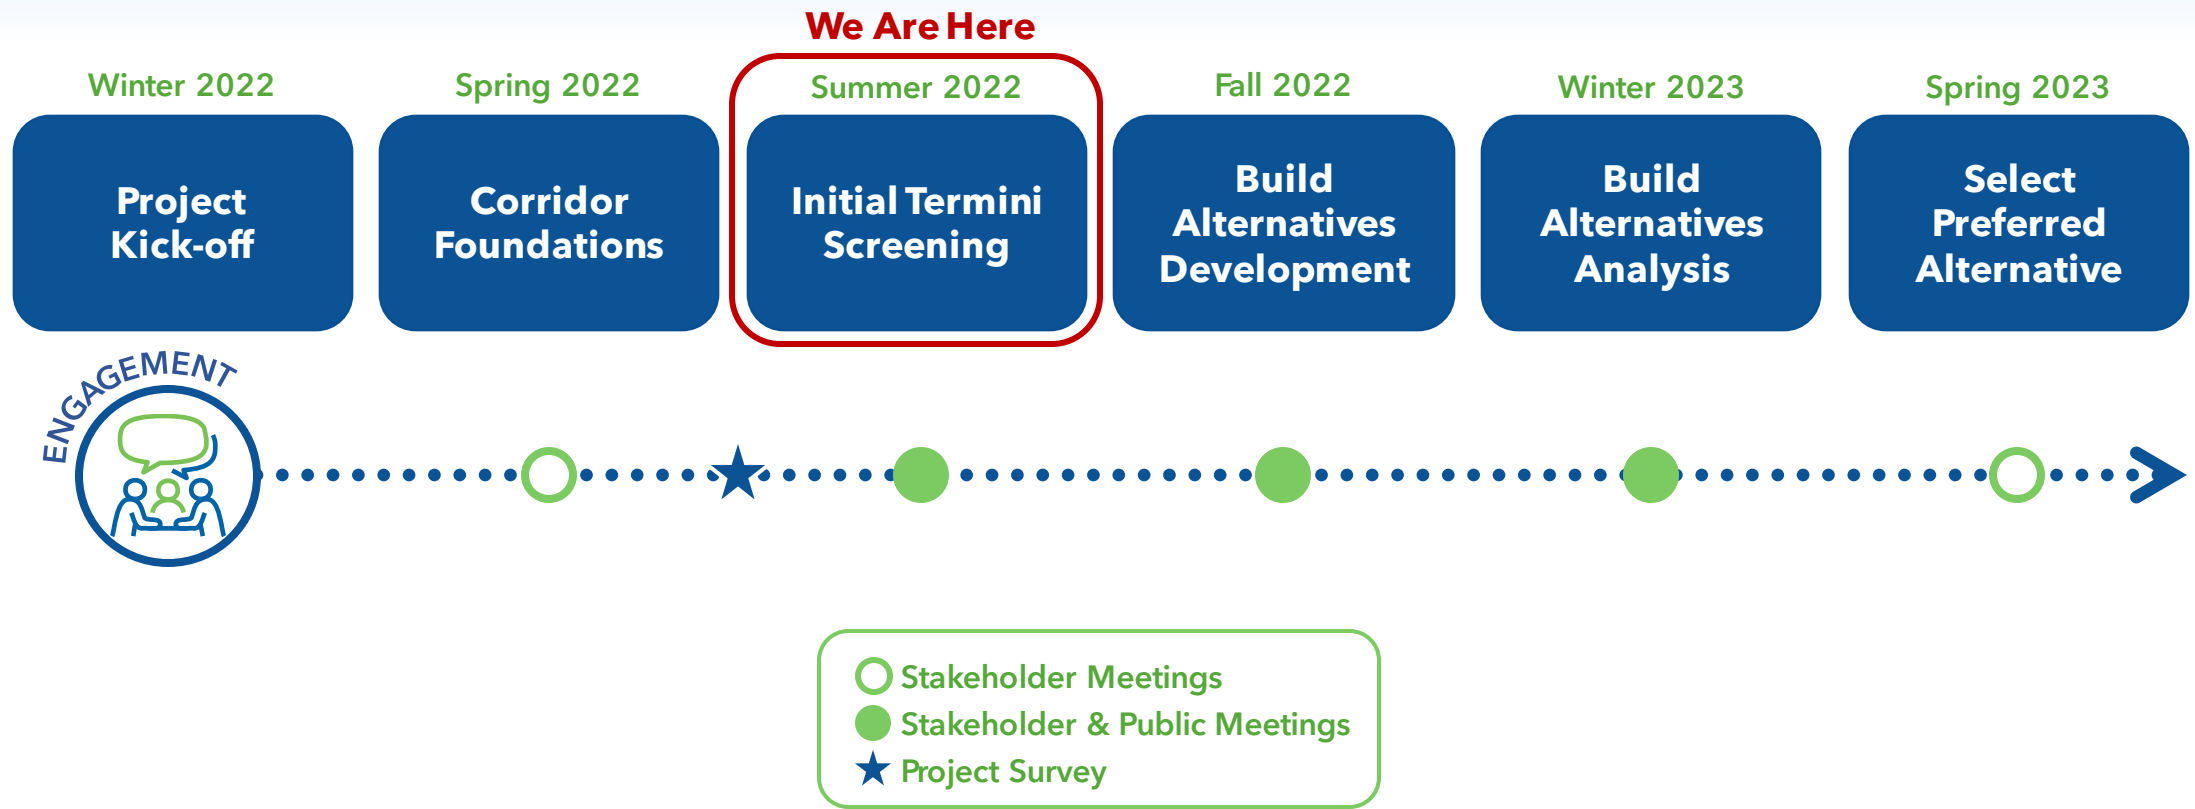 We Are Here
Winter 2022
Spring 2022
Summer 2022
Fall 2022
Winter 2023
Spring 2023
Project
Kick-off
Corridor
Foundations
Initial Termini
Screening
Build
Alternatives
Development
Build
Alternatives
Analysis
Select
Preferred
Alternative
ENGAGEMENT
Stakeholder Meetings
Stakeholder & Public Meetings
Project Survey